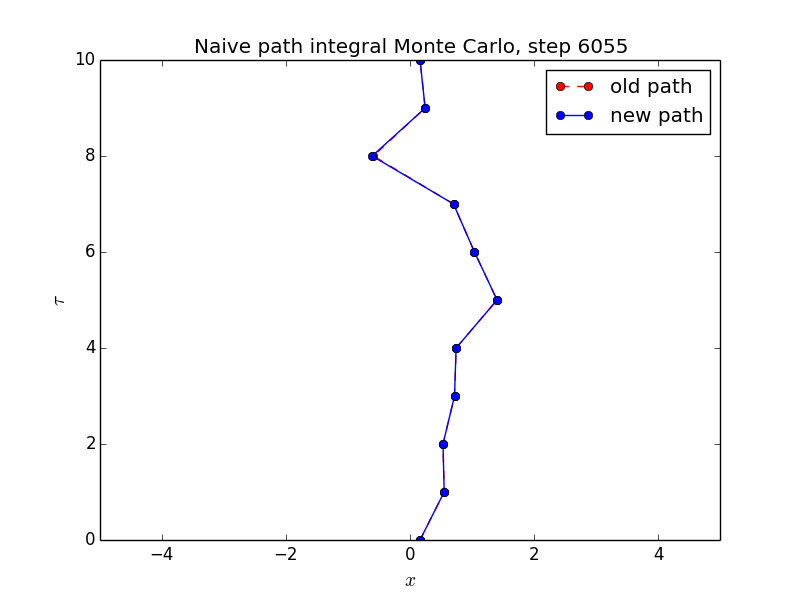 Naive path integral Monte Carlo, step 6055
old path
new path
10
8
6
4
2
0
τ
−4 −2 0 2 4
x